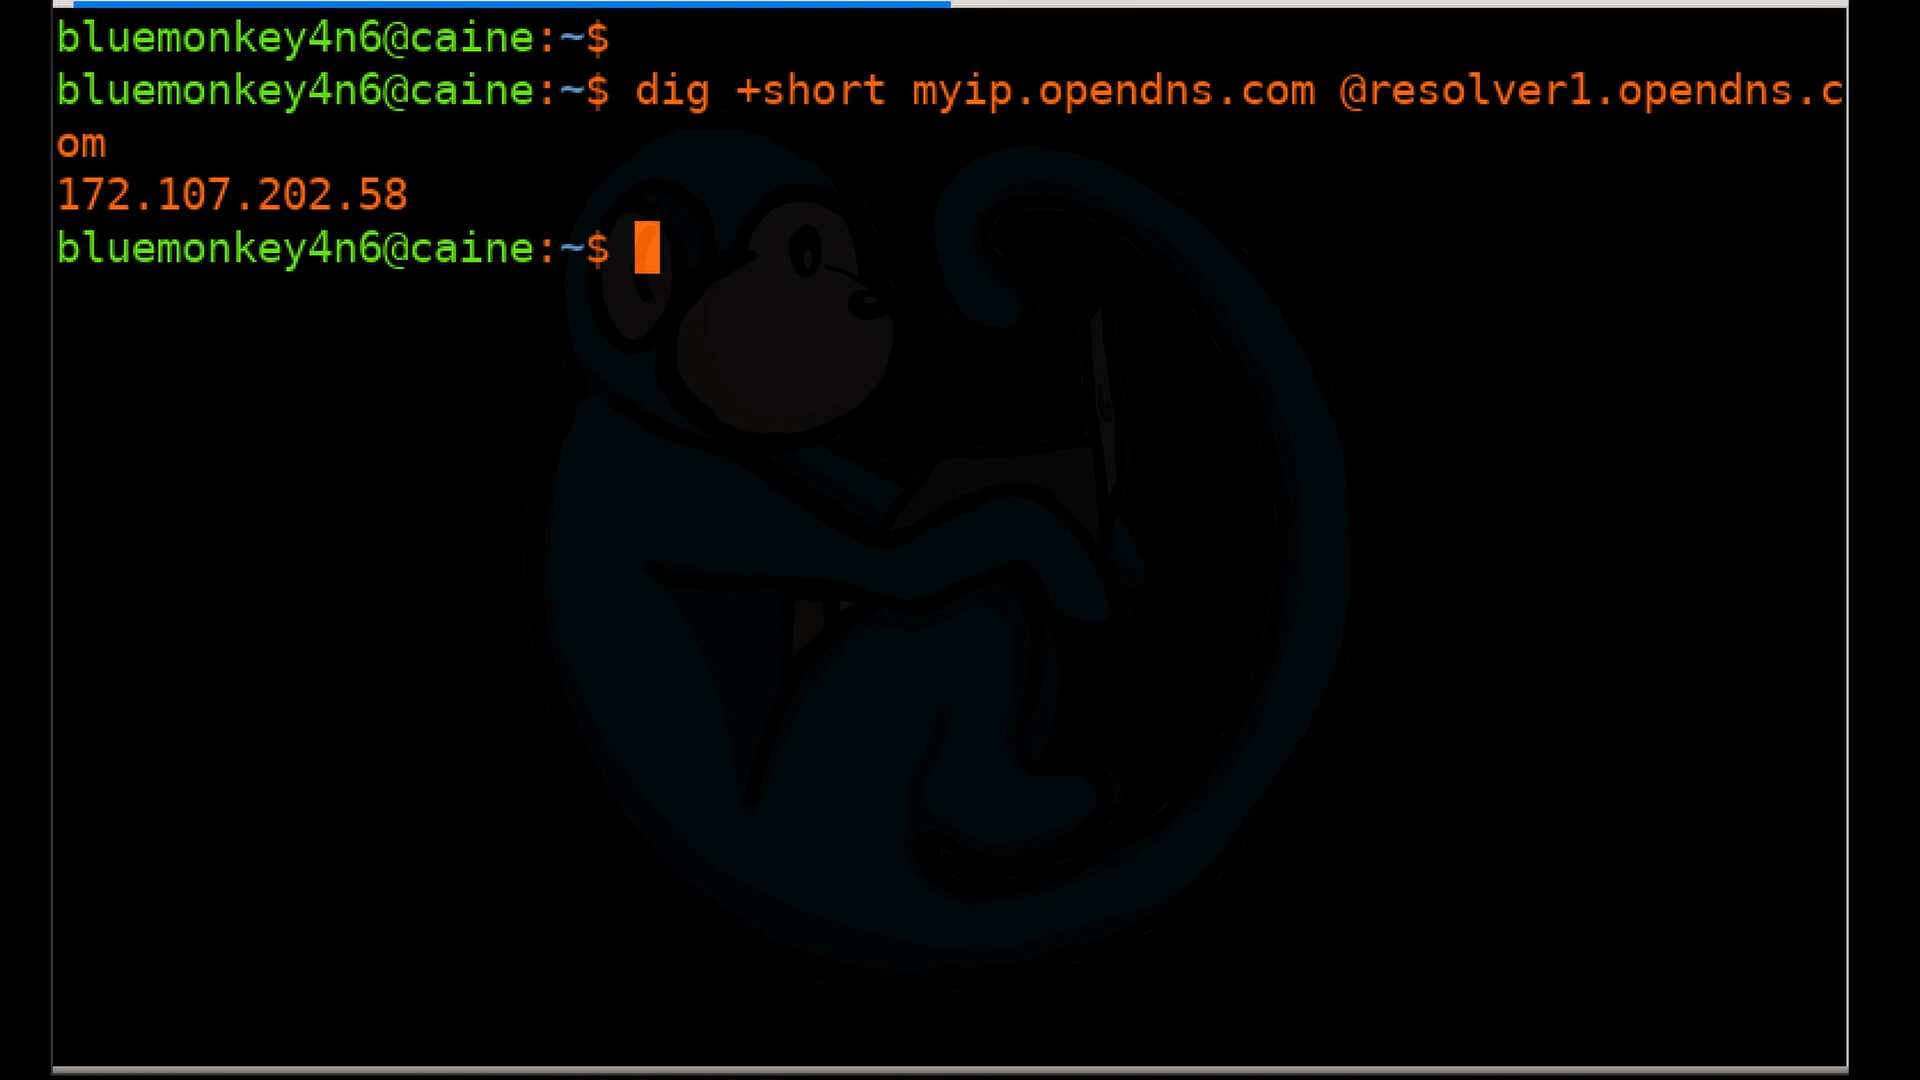 bluemonkey4n6@caine:~$
bluemonkey4n6@caine:~$ dig +short myip.opendns.com @resolver1.opendns.c
om
172.107.202.58
bluemonkey4n6@caine:~$